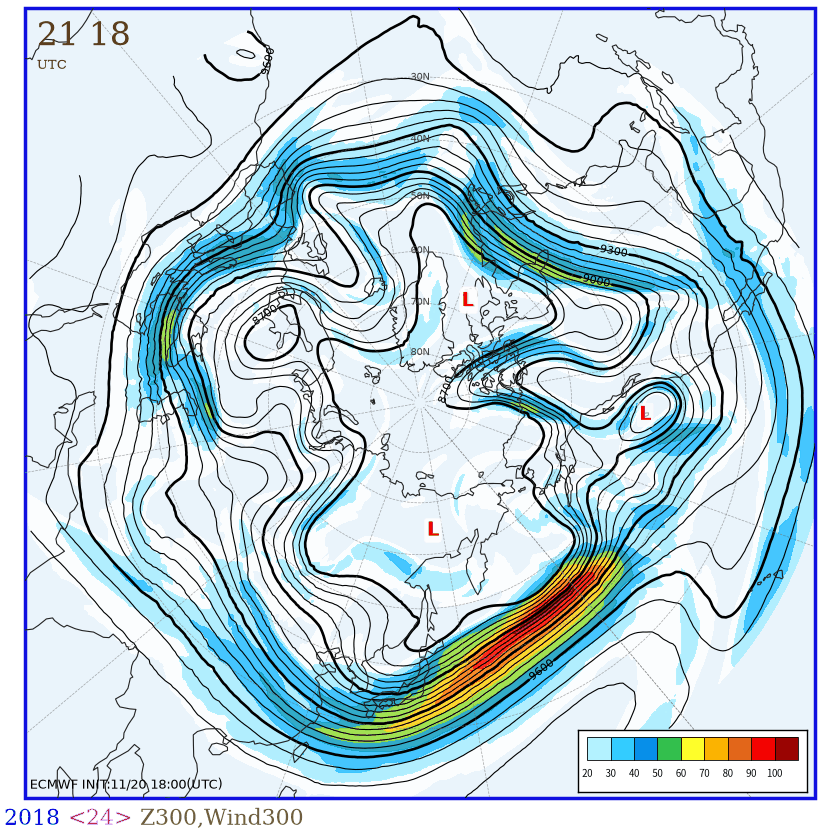 21 18
UTC
9600
30N
40N
50N
60N
9300
9000
70N
8700
80N
8700
L
L
L
9600
20 30 40 50 60 70 80 90 100
ECMWF INIT:11/20 18:00(UTC)
2018 <24> Z300,Wind300